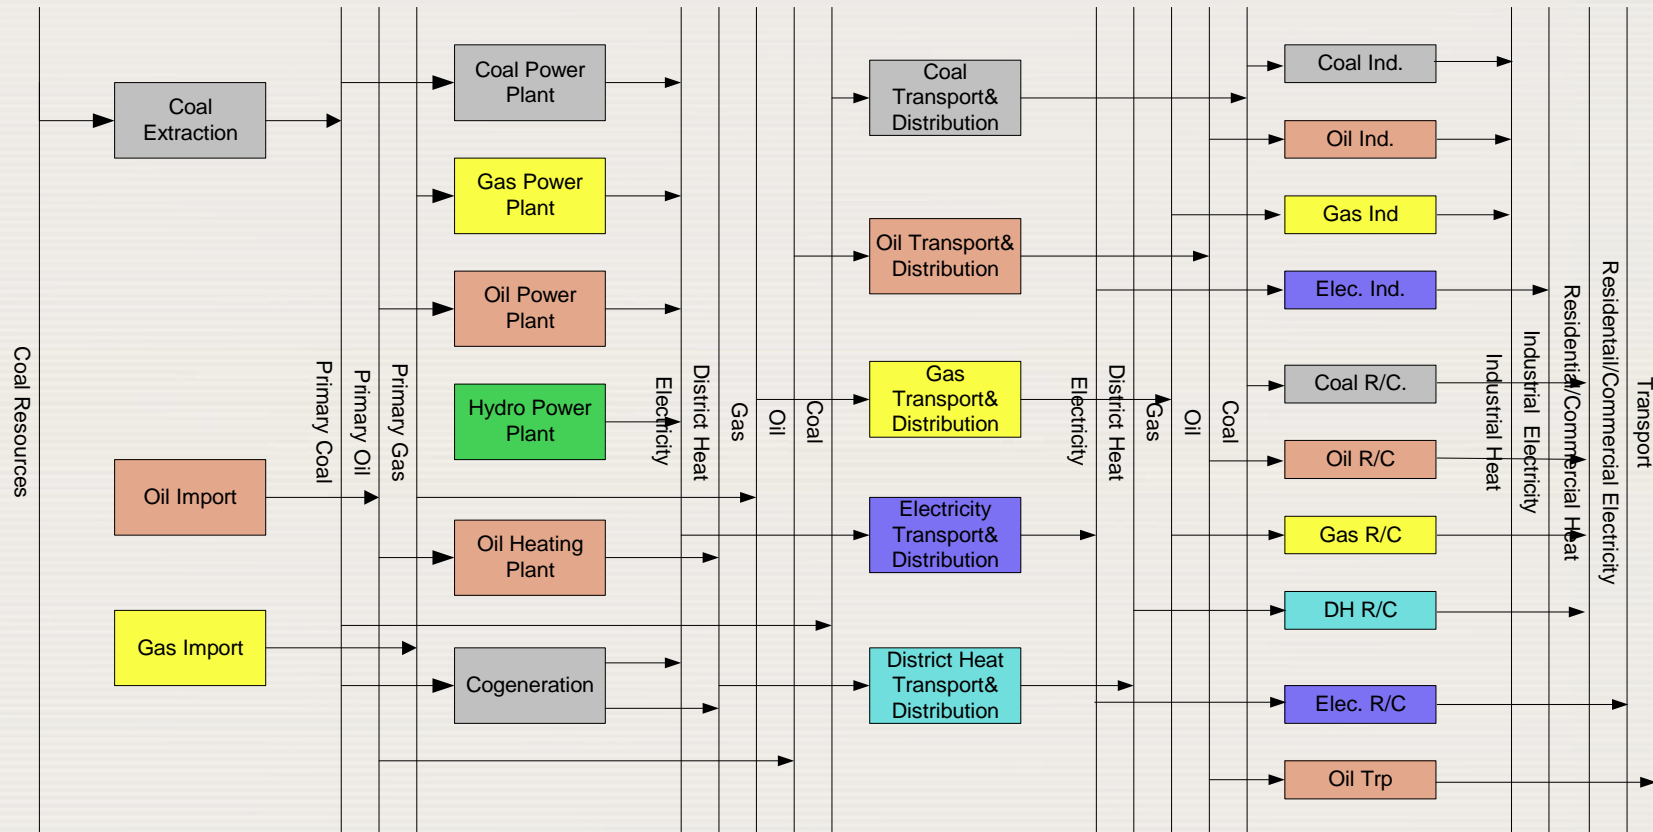 Coal
Extraction
Oil Import
Gas Import
Coal Power
Plant
Gas Power
Plant
Oil Power
Plant
Hydro Power
Plant
Oil Heating
Plant
Cogeneration
Coal
Transport&
Distribution
Oil Transport&
Distribution
Gas
Transport&
Distribution
Electricity
Transport&
Distribution
District Heat
Transport&
Distribution
Coal Ind.
Oil Ind.
Gas Ind
Elec. Ind.
Coal R/C.
Oil R/C
Gas R/C
DH R/C
Elec. R/C
Oil Trp
Coal Resources
Primary Coal
Primary Oil
Primary Gas
Electricity
District Heat
Gas
Oil
Coal
Electricity
District Heat
Gas
Oil
Coal
Industrial Heat
Industrial Electricity
Residential/Commercial Heat
Residentail/Commercial Electricity
Transport